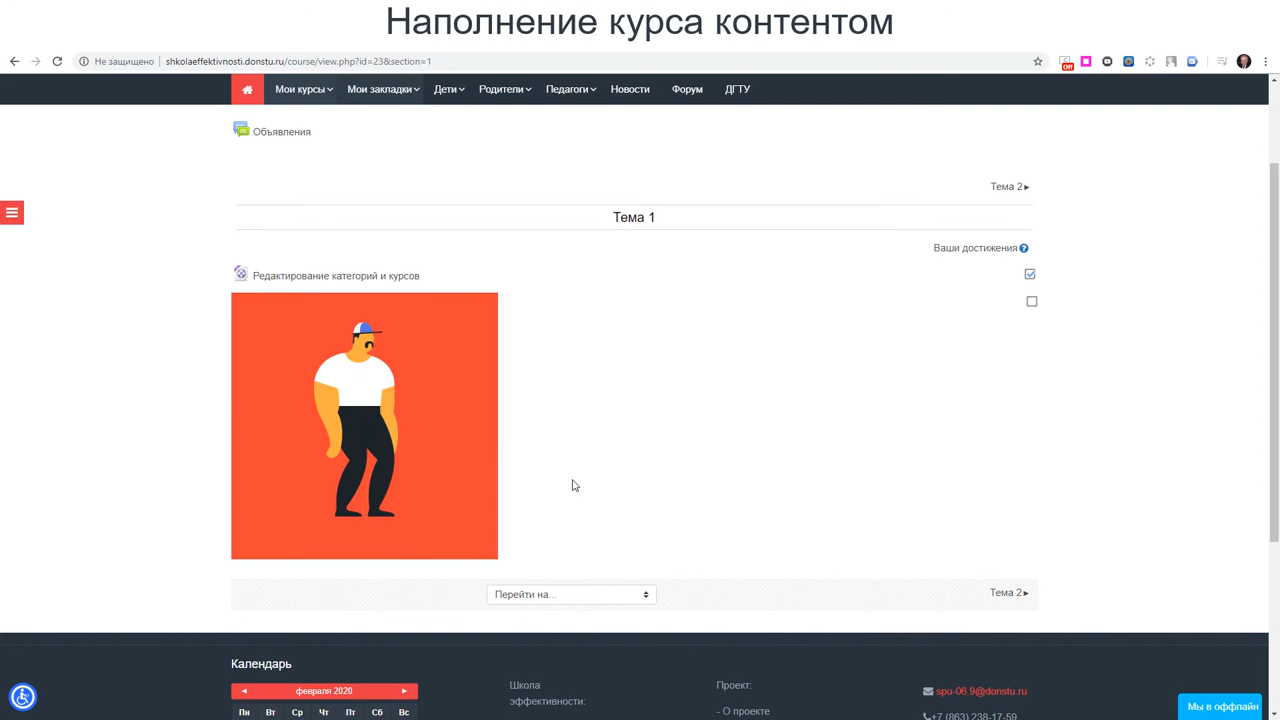 Наполнение курса контентом
Не защищено shkolaeffektivnosti.donstu.ru/course/view.php?id=23&section=1
Off
Мои курсы Мои закладки Дети Родители Педагоги Новости Форум ДГТУ
Объявления
Тема 2►
Тема 1
Ваши достижения
Редактирование категорий и курсов
Перейти на...
Тема 2►
Календарь
◄ февраля 2020 ►
Пн Вт Ср Чт Пт Сб Вс
Школа
эффективности:
Проект:
- О проекте
spu-06.9@donstu.ru
+7 (863) 238-17-59
Мы в оффлайн